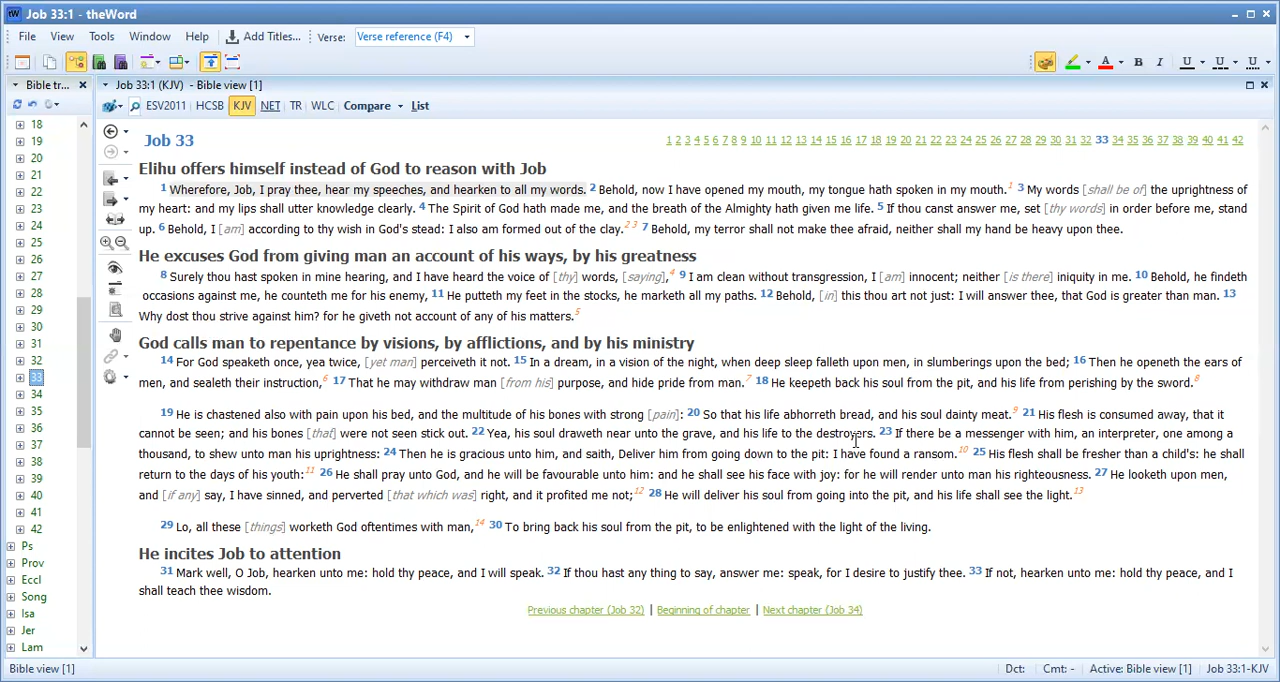 Job 33:1 - theWord
File View Tools Window Help Add Titles... Verse: Verse reference (F4)
Bible tr... Job 33:1 (KJV) - Bible view [1]
ESV2011 HCSB KJV NET TR WLC Compare List
18
19
20
21
22
23
24
25
26
27
28
29
30
31
32
33
34
35
36
37
38
39
40
41
42
Ps
Prov
Eccl
Song
Isa
Jer
Lam
Job 33 1 2 3 4 5 6 7 8 9 10 11 12 13 14 15 16 17 18 19 20 21 22 23 24 25 26 27 28 29 30 31 32 33 34 35 36 37 38 39 40 41 42
Elihu offers himself instead of God to reason with Job
1 Wherefore, Job, I pray thee, hear my speeches, and hearken to all my words. 2 Behold, now I have opened my mouth, my tongue hath spoken in my mouth.1 3 My words [shall be of] the uprightness of
my heart: and my lips shall utter knowledge clearly. 4 The Spirit of God hath made me, and the breath of the Almighty hath given me life. 5 If thou canst answer me, set [thy words] in order before me, stand
up. 6 Behold, I [am] according to thy wish in God's stead: I also am formed out of the clay.2 3 7 Behold, my terror shall not make thee afraid, neither shall my hand be heavy upon thee.
He excuses God from giving man an account of his ways, by his greatness
8 Surely thou hast spoken in mine hearing, and I have heard the voice of [thy] words, [saying],4 9 I am clean without transgression, I [am] innocent; neither [is there] iniquity in me. 10 Behold, he findeth
occasions against me, he counteth me for his enemy, 11 He putteth my feet in the stocks, he marketh all my paths. 12 Behold, [in] this thou art not just: I will answer thee, that God is greater than man. 13
Why dost thou strive against him? for he giveth not account of any of his matters.5
God calls man to repentance by visions, by afflictions, and by his ministry
14 For God speaketh once, yea twice, [yet man] perceiveth it not. 15 In a dream, in a vision of the night, when deep sleep falleth upon men, in slumberings upon the bed; 16 Then he openeth the ears of
men, and sealeth their instruction,6 17 That he may withdraw man [from his] purpose, and hide pride from man.7 18 He keepeth back his soul from the pit, and his life from perishing by the sword.8
19 He is chastened also with pain upon his bed, and the multitude of his bones with strong [pain]: 20 So that his life abhorreth bread, and his soul dainty meat.9 21 His flesh is consumed away, that it
cannot be seen; and his bones [that] were not seen stick out. 22 Yea, his soul draweth near unto the grave, and his life to the destroyers. 23 If there be a messenger with him, an interpreter, one among a
thousand, to shew unto man his uprightness: 24 Then he is gracious unto him, and saith, Deliver him from going down to the pit: I have found a ransom.10 25 His flesh shall be fresher than a child's: he shall
return to the days of his youth:11 26 He shall pray unto God, and he will be favourable unto him: and he shall see his face with joy: for he will render unto man his righteousness. 27 He looketh upon men,
and [if any] say, I have sinned, and perverted [that which was] right, and it profited me not;12 28 He will deliver his soul from going into the pit, and his life shall see the light.13
29 Lo, all these [things] worketh God oftentimes with man,14 30 To bring back his soul from the pit, to be enlightened with the light of the living.
He incites Job to attention
31 Mark well, O Job, hearken unto me: hold thy peace, and I will speak. 32 If thou hast any thing to say, answer me: speak, for I desire to justify thee. 33 If not, hearken unto me: hold thy peace, and I
shall teach thee wisdom.
Previous chapter (Job 32) | Beginning of chapter | Next chapter (Job 34)
Bible view [1] Dct: Cmt: - Active: Bible view [1] Job 33:1-KJV